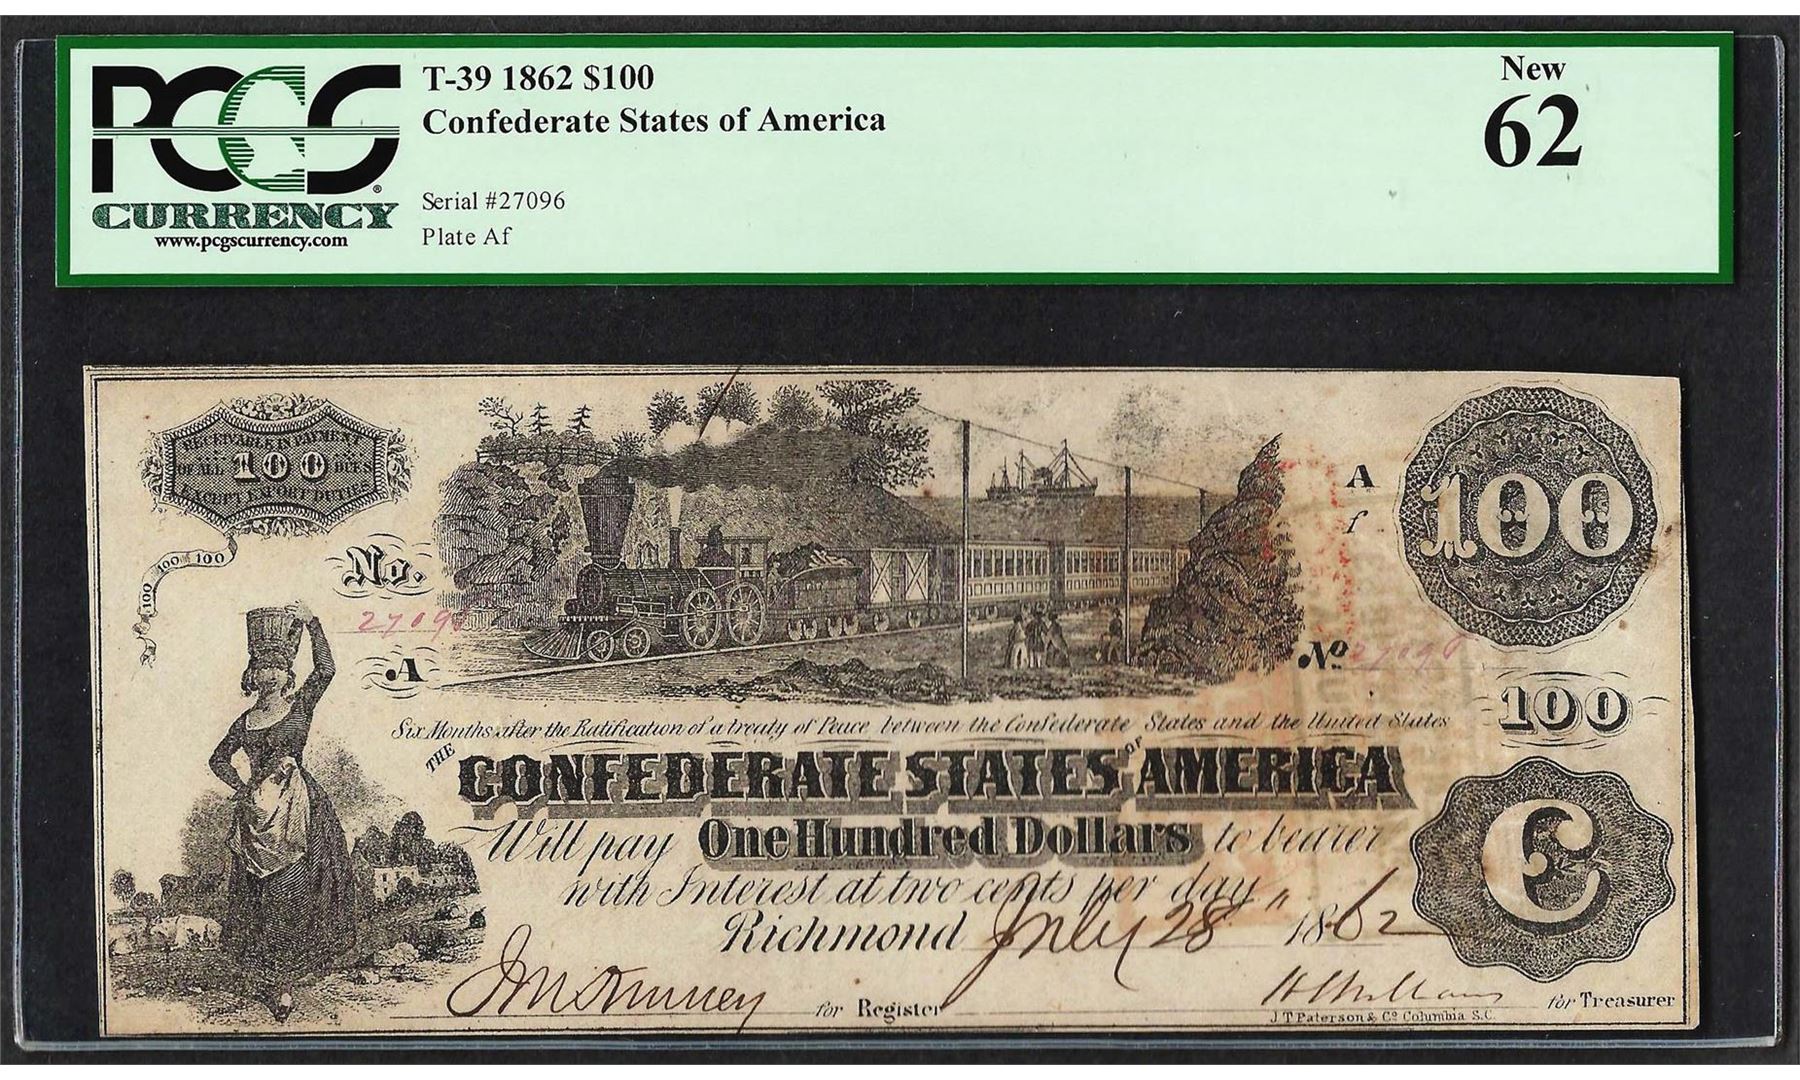 PCGS
CURRENCY
www.pcgscurrency.com
T-39 1862 $100
Confederate States of America
Serial #27096
Plate Af
New
62
RECEIVABLE IN PAYMENT
OF ALL 100 DUES
EXCEPT EXPORT DUTIES
100 100 100
No.
27096
A
A
f
100
No 27096
100
Six Months after the Ratification of a treaty of Peace between the Confederate States and the United States
THE CONFEDERATE STATES OF AMERICA
Will pay One Hundred Dollars to bearer
with Interest at two cents per day
Richmond July 28 1862
C
for Register
for Treasurer
J T Paterson & Co Columbia S.C.